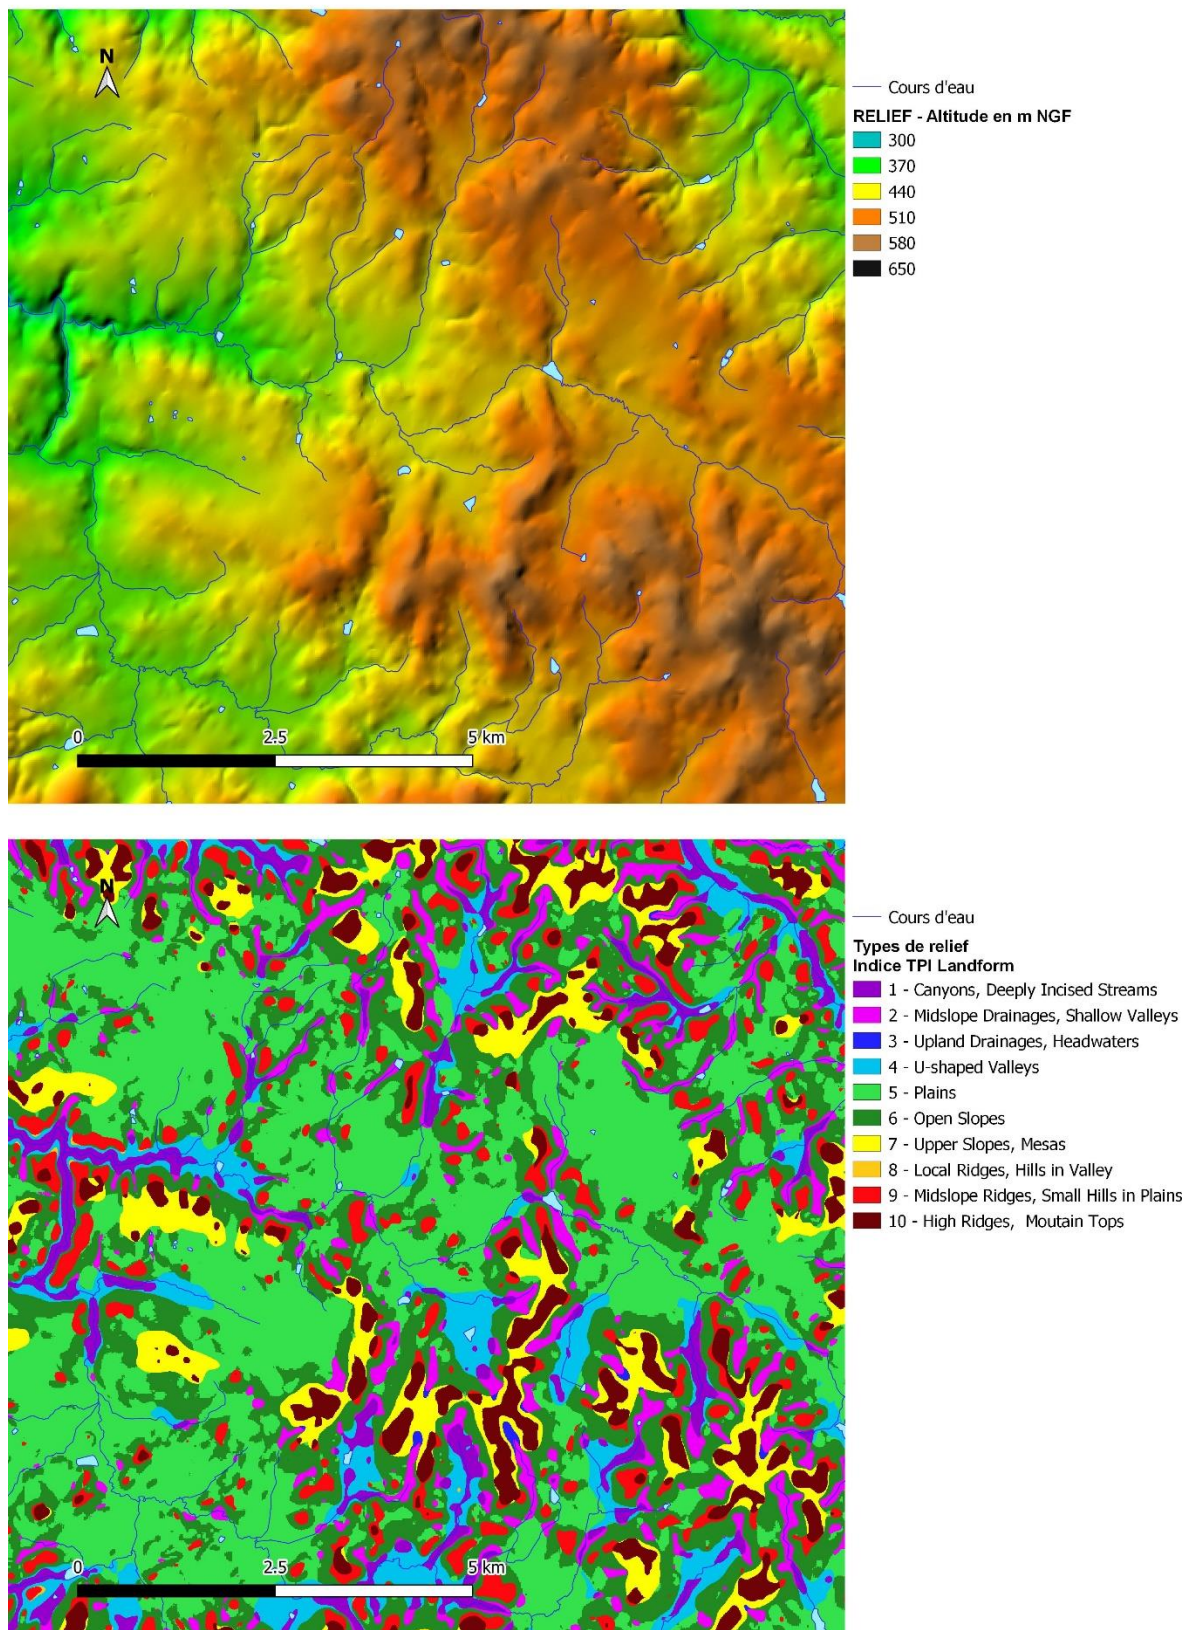 N
Cours d'eau
RELIEF - Altitude en m NGF
300
370
440
510
580
650
0 2.5 5 km
N
Cours d'eau
Types de relief
Indice TPI Landform
1 - Canyons, Deeply Incised Streams
2 - Midslope Drainages, Shallow Valleys
3 - Upland Drainages, Headwaters
4 - U-shaped Valleys
5 - Plains
6 - Open Slopes
7 - Upper Slopes, Mesas
8 - Local Ridges, Hills in Valley
9 - Midslope Ridges, Small Hills in Plains
10 - High Ridges, Moutain Tops
0 2.5 5 km